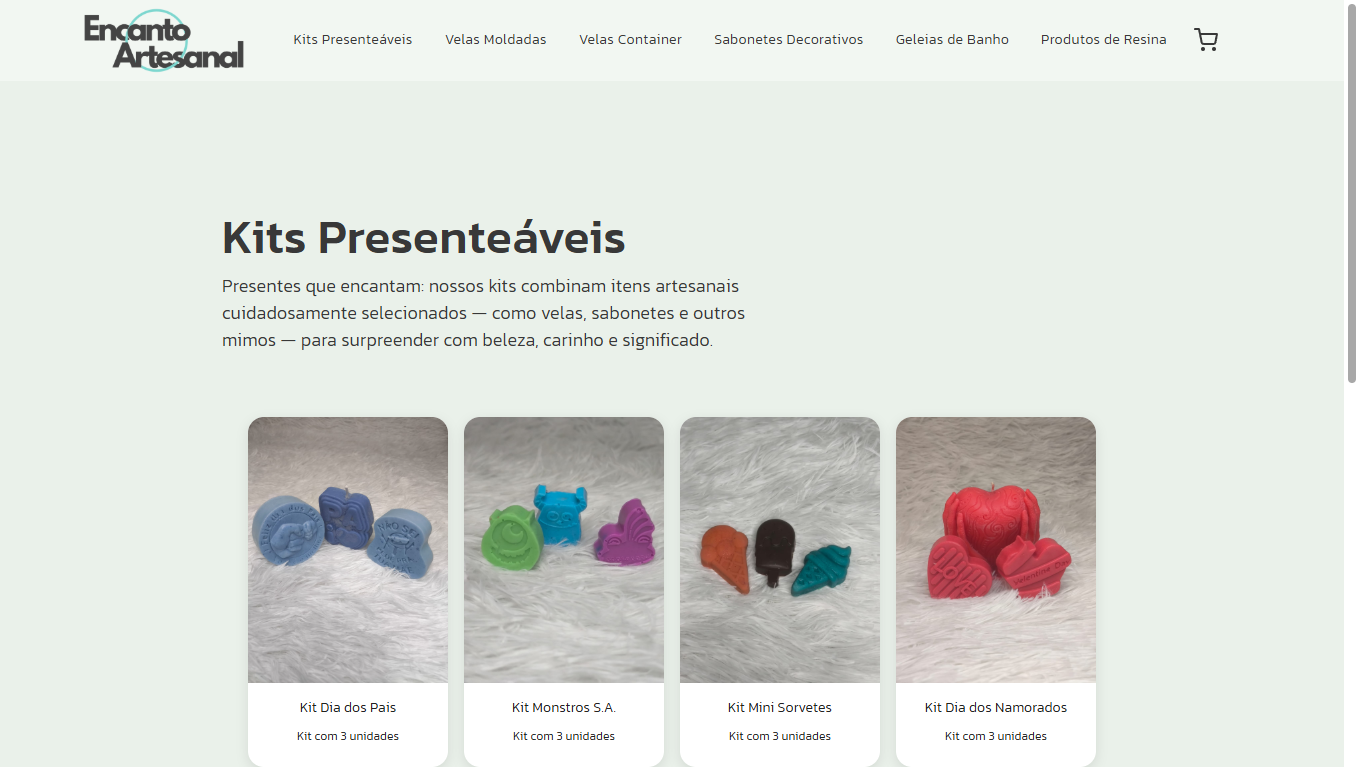 Encanto
Artesanal
Kits Presenteáveis
Velas Moldadas
Velas Container
Sabonetes Decorativos
Geleias de Banho
Produtos de Resina
Kits Presenteáveis
Presentes que encantam: nossos kits combinam itens artesanais
cuidadosamente selecionados — como velas, sabonetes e outros
mimos — para surpreender com beleza, carinho e significado.
Kit Dia dos Pais
Kit com 3 unidades
Kit Monstros S.A.
Kit com 3 unidades
Kit Mini Sorvetes
Kit com 3 unidades
Kit Dia dos Namorados
Kit com 3 unidades